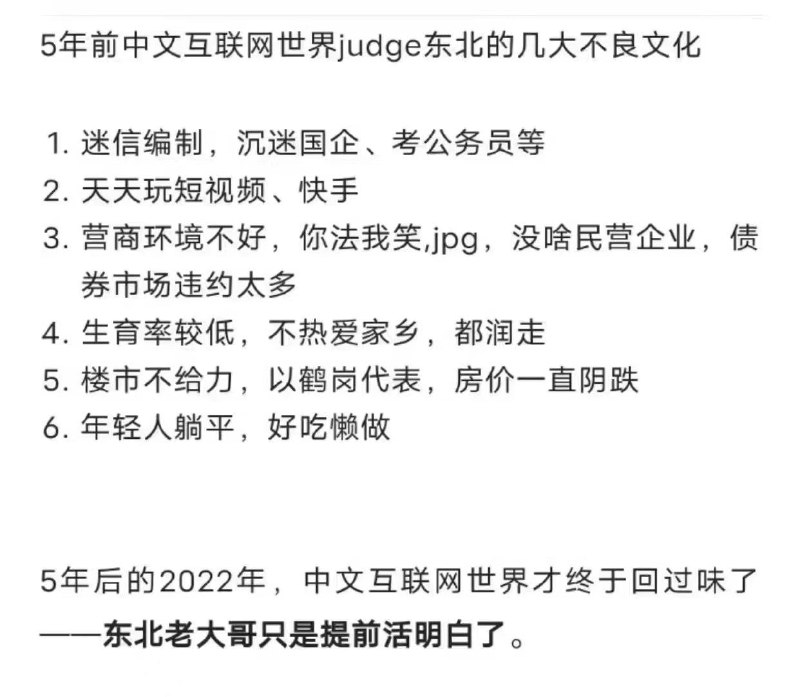 5年前中文互联网世界judge东北的几大不良文化
1. 迷信编制，沉迷国企、考公务员等
2. 天天玩短视频、快手
3. 营商环境不好，你法我笑,jpg，没啥民营企业，债
券市场违约太多
4. 生育率较低，不热爱家乡，都润走
5. 楼市不给力，以鹤岗代表，房价一直阴跌
6. 年轻人躺平，好吃懒做
5年后的2022年，中文互联网世界才终于回过味了
——东北老大哥只是提前活明白了。